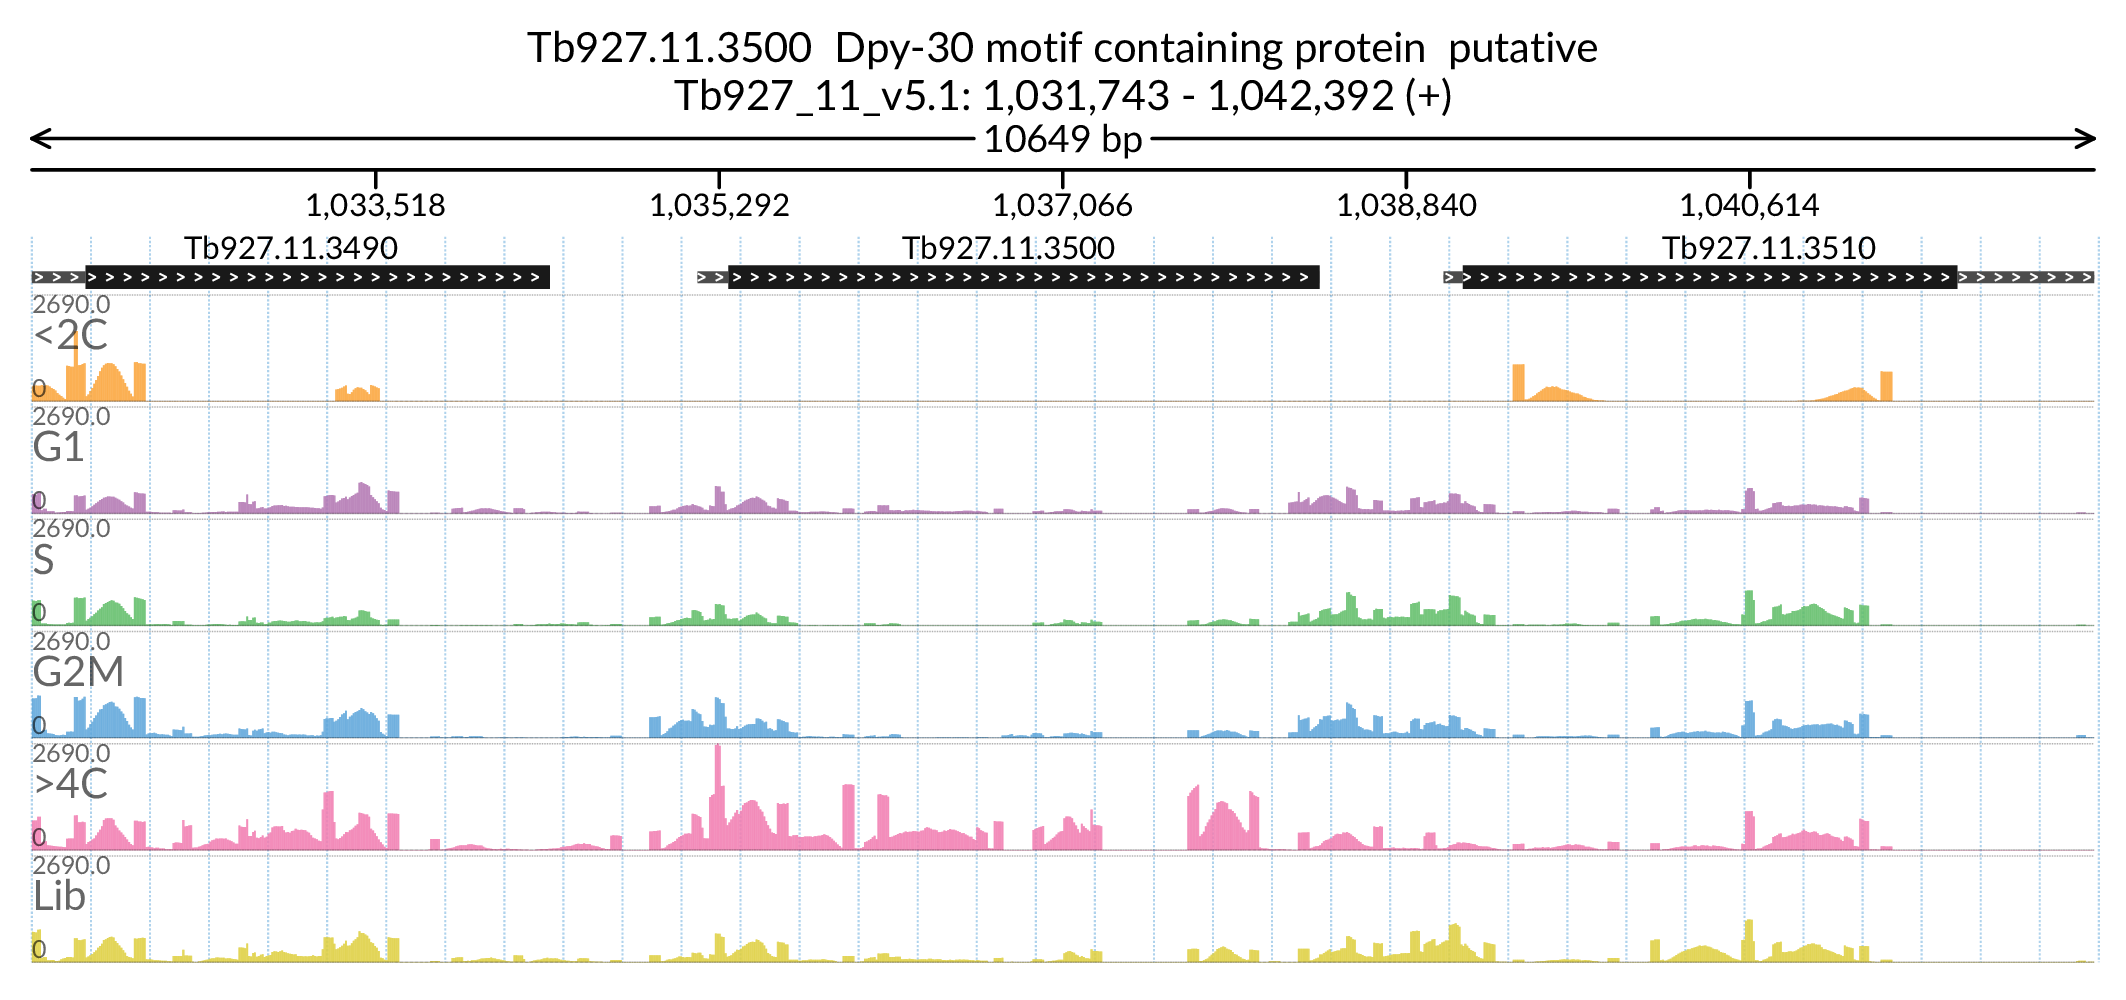 Tb927.11.3500  Dpy-30 motif containing protein  putative
Tb927_11_v5.1: 1,031,743 - 1,042,392 (+)
10649 bp
1,033,518 1,035,292 1,037,066 1,038,840 1,040,614
Tb927.11.3490 Tb927.11.3500 Tb927.11.3510
2690.0
<2C
0
2690.0
G1
0
2690.0
S
0
2690.0
G2M
0
2690.0
>4C
0
2690.0
Lib
0